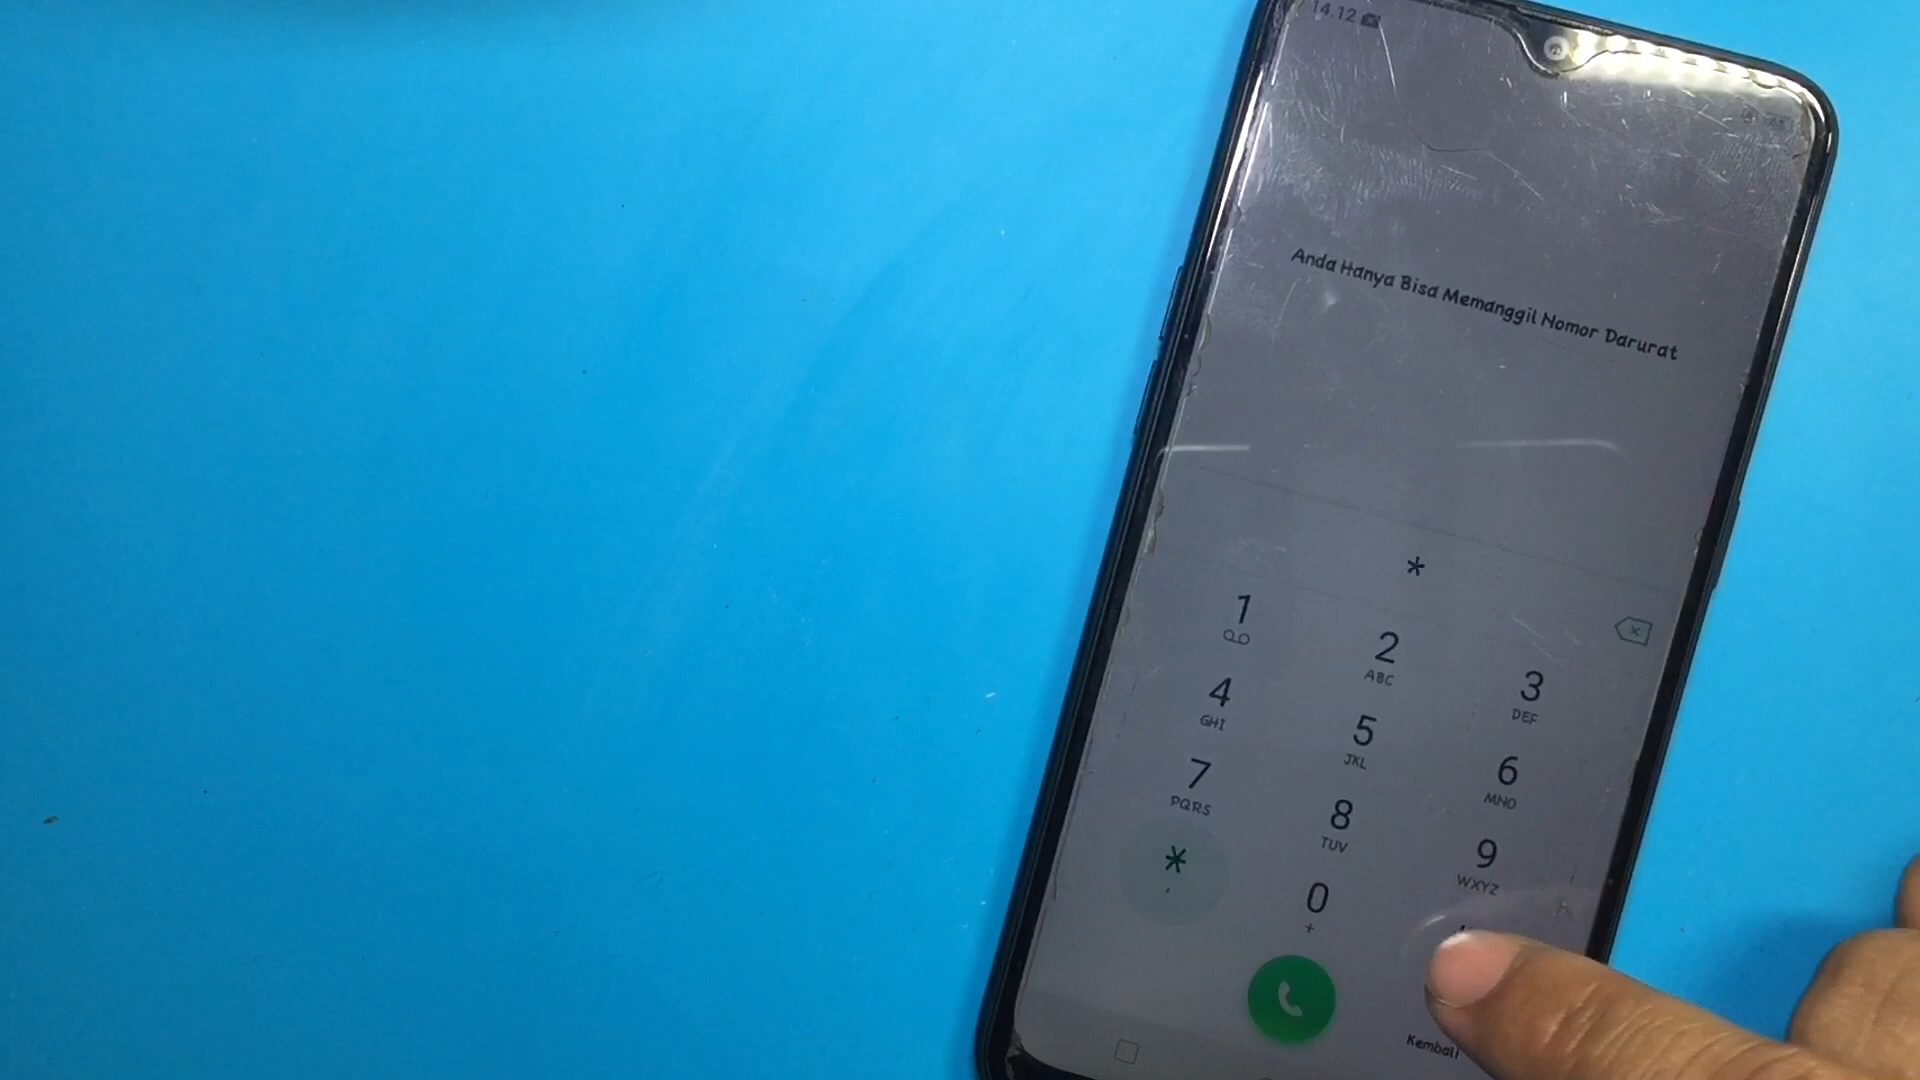 14.12
Anda Hanya Bisa Memanggil Nomor Darurat
*
1
2
ABC
3
DEF
4
GHI
5
JKL
6
MNO
7
PQRS
8
TUV
9
WXYZ
*
,
0
+
Kembali